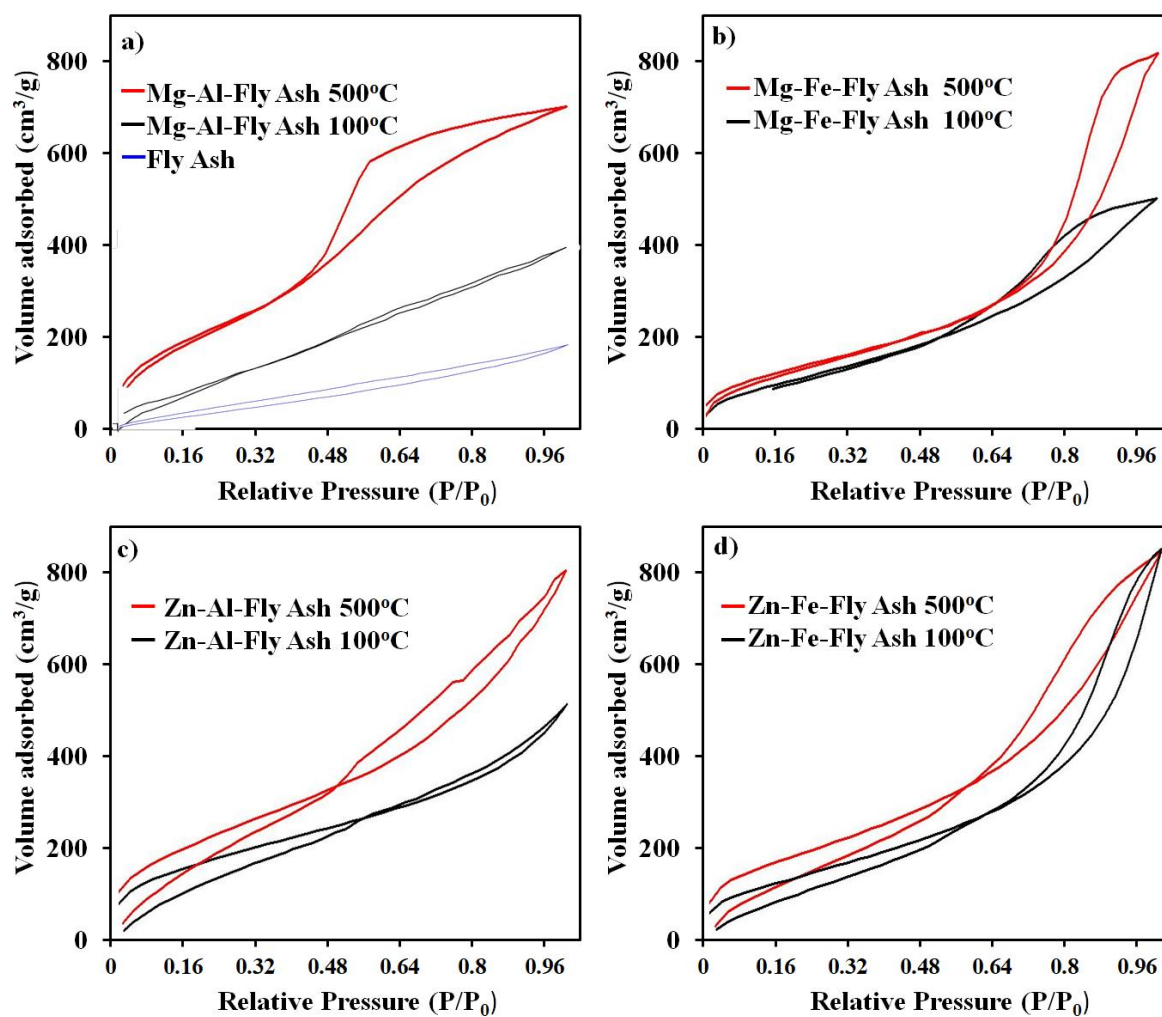 a)
Mg-Al-Fly Ash 500°C
Mg-Al-Fly Ash 100°C
Fly Ash
Volume adsorbed (cm³/g)
800
600
400
200
0
0 0.16 0.32 0.48 0.64 0.8 0.96
Relative Pressure (P/P₀)
b)
Mg-Fe-Fly Ash 500°C
Mg-Fe-Fly Ash 100°C
Volume adsorbed (cm³/g)
800
600
400
200
0
0 0.16 0.32 0.48 0.64 0.8 0.96
Relative Pressure (P/P₀)
c)
Zn-Al-Fly Ash 500°C
Zn-Al-Fly Ash 100°C
Volume adsorbed (cm³/g)
800
600
400
200
0
0 0.16 0.32 0.48 0.64 0.8 0.96
Relative Pressure (P/P₀)
d)
Zn-Fe-Fly Ash 500°C
Zn-Fe-Fly Ash 100°C
Volume adsorbed (cm³/g)
800
600
400
200
0
0 0.16 0.32 0.48 0.64 0.8 0.96
Relative Pressure (P/P₀)